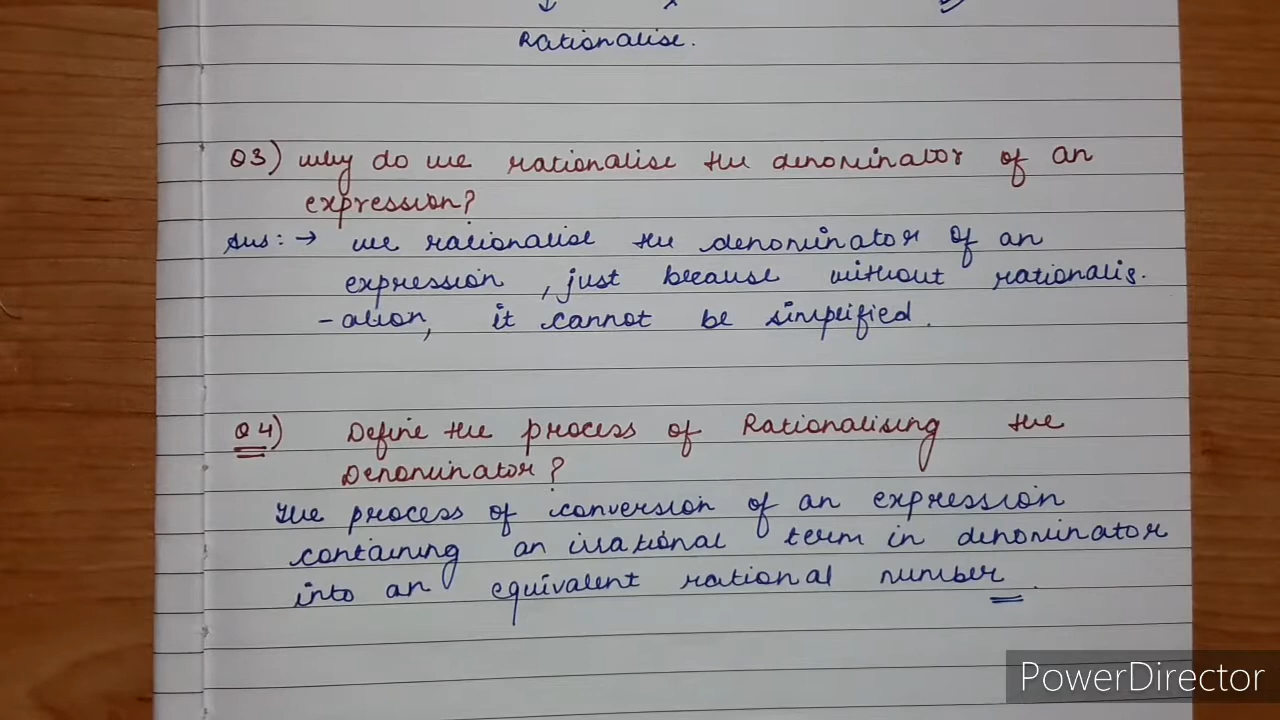 Rationalise.
Q3) why do we rationalise the denominator of an
expression?
Ans:→ we rationalise the denominator of an
expression, just because without rationalis.
-ation, it cannot be simplified.
Q4) Define the process of Rationalising the
Denominator?
The process of conversion of an expression
containing an irrational term in denominator
into an equivalent rational number.
PowerDirector